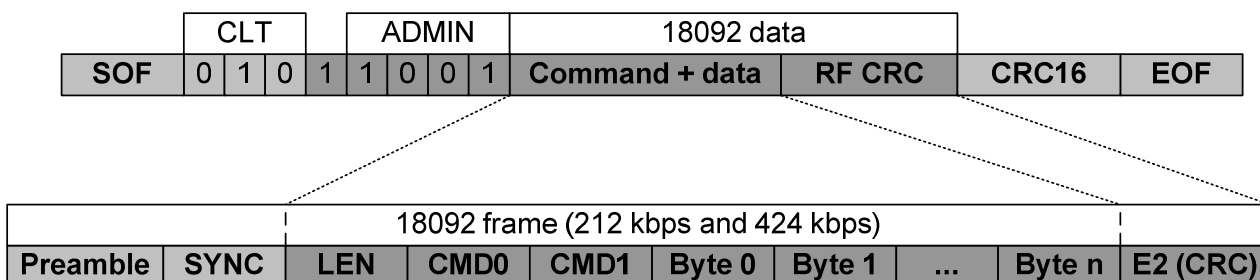 CLT ADMIN 18092 data
SOF 0 1 0 1 1 0 0 1 Command + data RF CRC CRC16 EOF
18092 frame (212 kbps and 424 kbps)
Preamble SYNC LEN CMD0 CMD1 Byte 0 Byte 1 ... Byte n E2 (CRC)